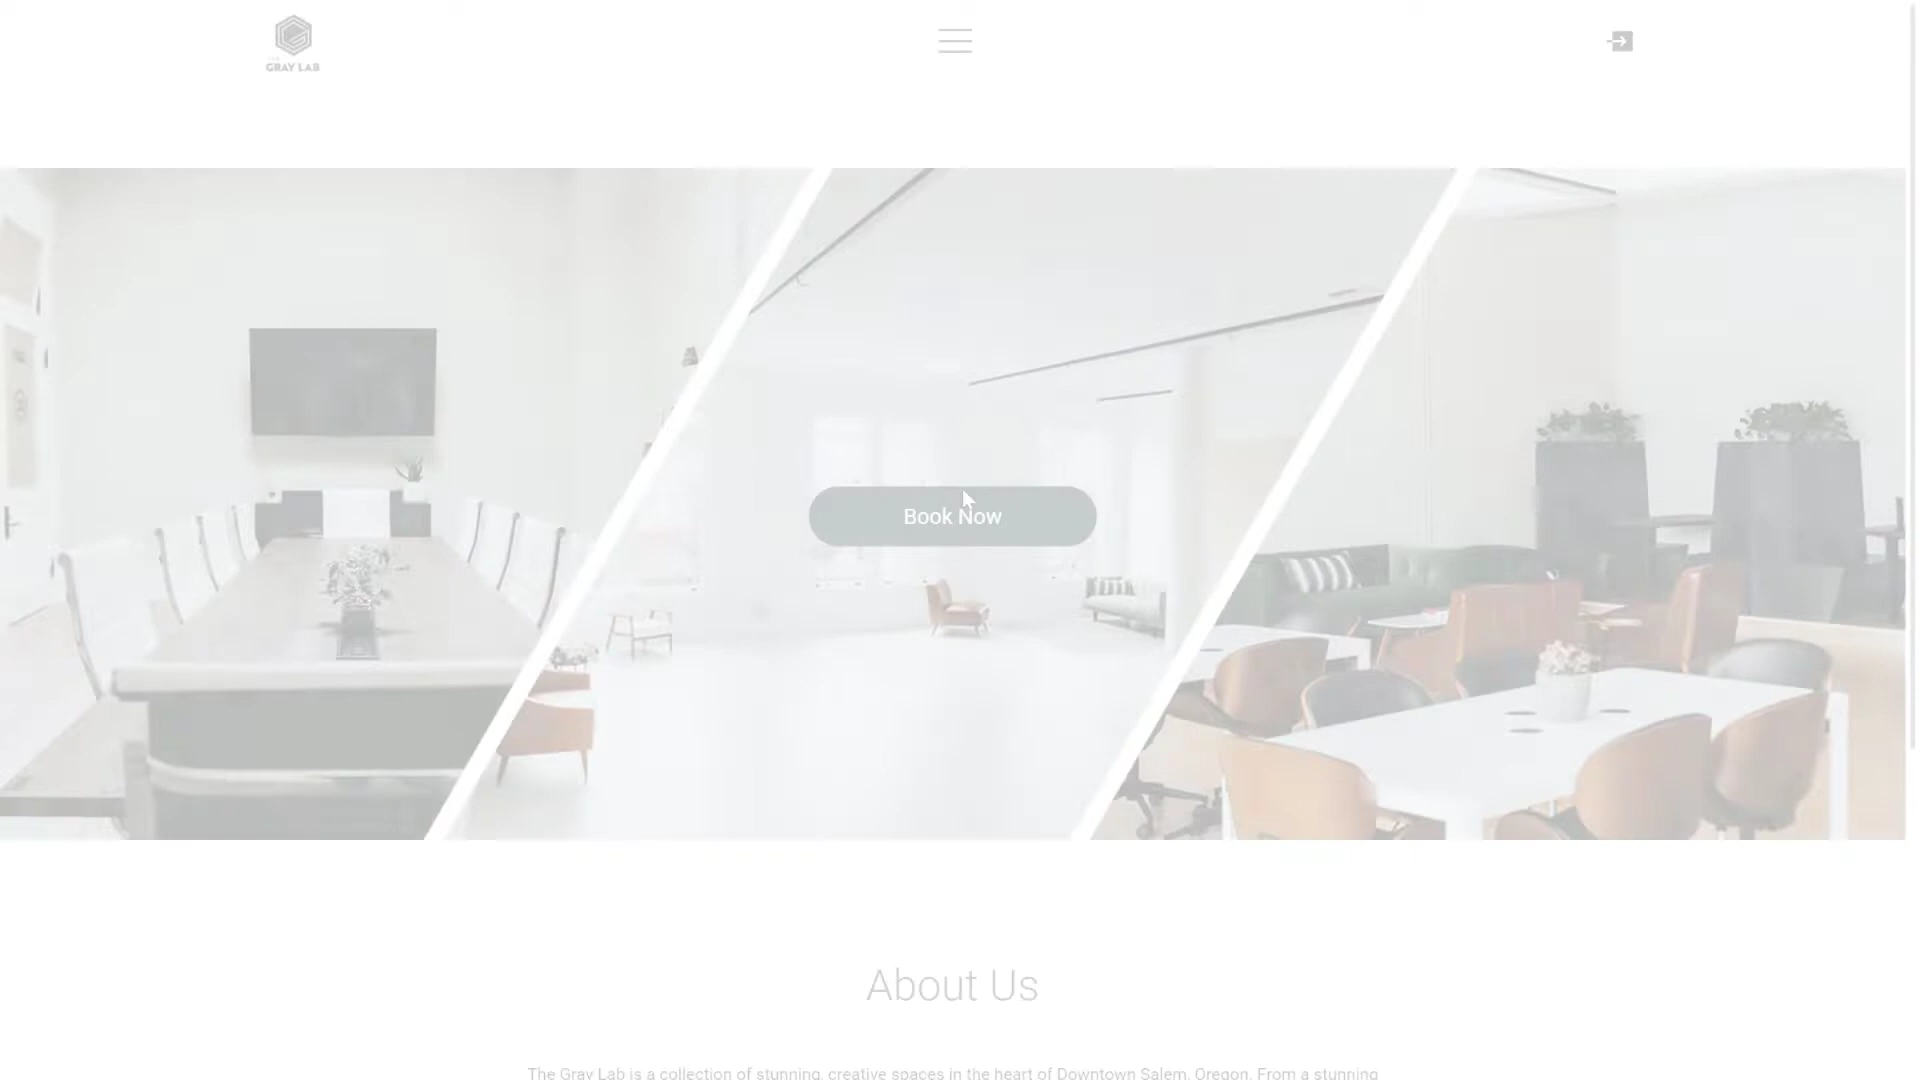 GRAY LAB
Book Now
About Us
The Gray Lab is a collection of stunning, creative spaces in the heart of Downtown Salem, Oregon. From a stunning